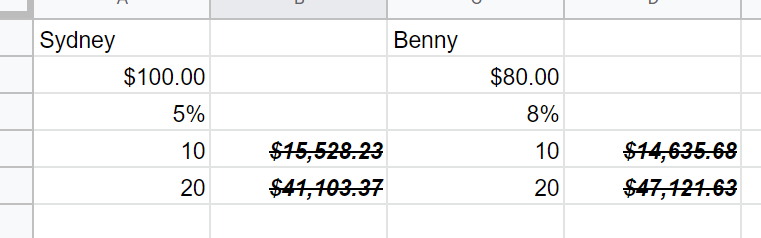 Sydney Benny
$100.00 $80.00
5% 8%
10 $15,528.23 10 $14,635.68
20 $41,103.37 20 $47,121.63